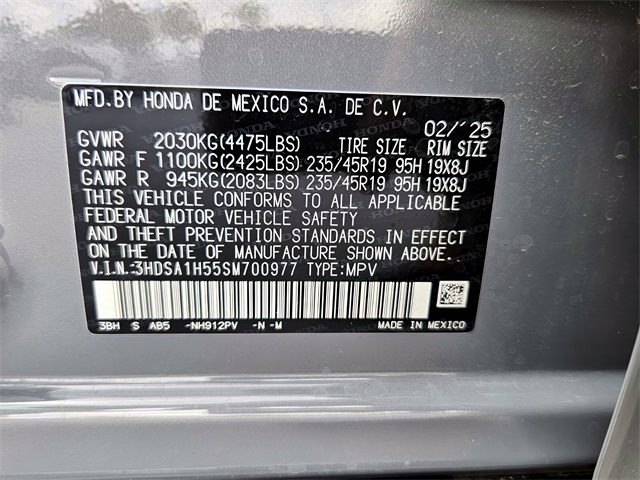 MFD.BY HONDA DE MEXICO S.A. DE C.V.
02/'25
GVWR 2030KG(4475LBS) TIRE SIZE RIM SIZE
GAWR F 1100KG(2425LBS) 235/45R19 95H 19X8J
GAWR R 945KG(2083LBS) 235/45R19 95H 19X8J
THIS VEHICLE CONFORMS TO ALL APPLICABLE
FEDERAL MOTOR VEHICLE SAFETY
AND THEFT PREVENTION STANDARDS IN EFFECT
ON THE DATE OF MANUFACTURE SHOWN ABOVE.
V.I.N.:3HDSA1H55SM700977 TYPE:MPV
3BH S AB5 -NH912PV -N -M MADE IN MEXICO